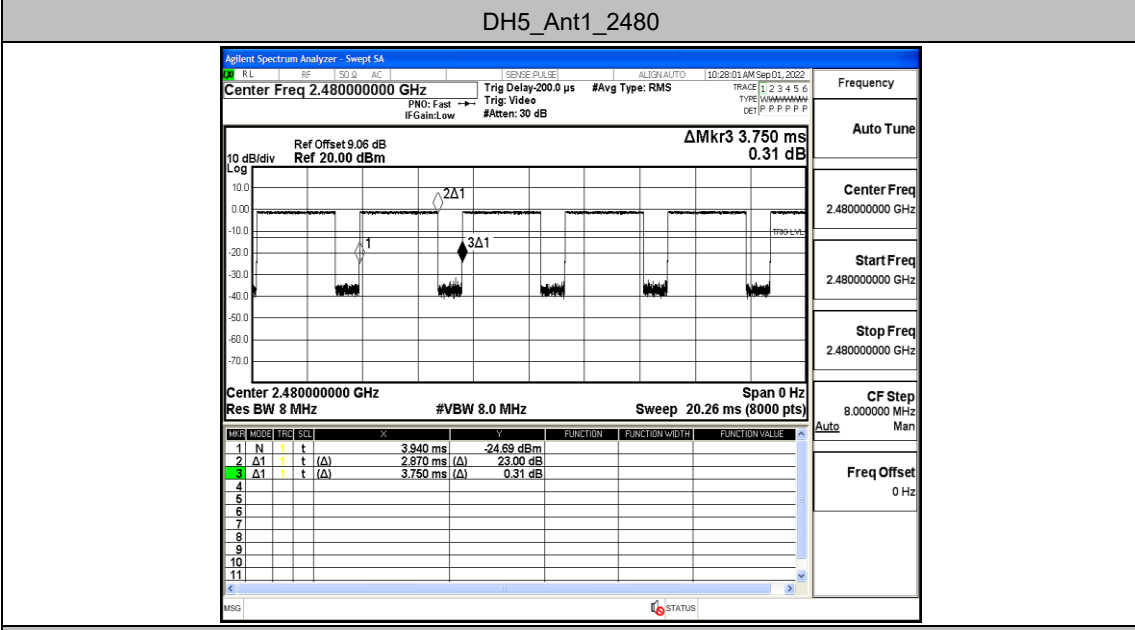 DH5_Ant1_2480
Agilent Spectrum Analyzer - Swept SA
RL RF 50 Ω AC SENSE:PULSE ALIGNAUTO 10:28:01 AM Sep 01, 2022
Center Freq 2.480000000 GHz
PNO: Fast
IFGain:Low
Trig Delay-200.0 µs
Trig: Video
#Atten: 30 dB
#Avg Type: RMS
TRACE 1 2 3 4 5 6
TYPE WWWWWW
DET P P P P P P
ΔMkr3 3.750 ms
0.31 dB
Ref Offset 9.06 dB
10 dB/div Ref 20.00 dBm
Log
10.0
0.00
-10.0
-20.0
-30.0
-40.0
-50.0
-60.0
-70.0
2Δ1
1
3Δ1
TRIG LVL
Center 2.480000000 GHz Span 0 Hz
Res BW 8 MHz #VBW 8.0 MHz Sweep 20.26 ms (8000 pts)
MKR MODE TRC SCL X Y FUNCTION FUNCTION WIDTH FUNCTION VALUE
1 N 1 t 3.940 ms -24.69 dBm
2 Δ1 1 t (Δ) 2.870 ms (Δ) 23.00 dB
3 Δ1 1 t (Δ) 3.750 ms (Δ) 0.31 dB
4
5
6
7
8
9
10
11
MSG STATUS
Frequency
Auto Tune
Center Freq
2.480000000 GHz
Start Freq
2.480000000 GHz
Stop Freq
2.480000000 GHz
CF Step
8.000000 MHz
Auto Man
Freq Offset
0 Hz